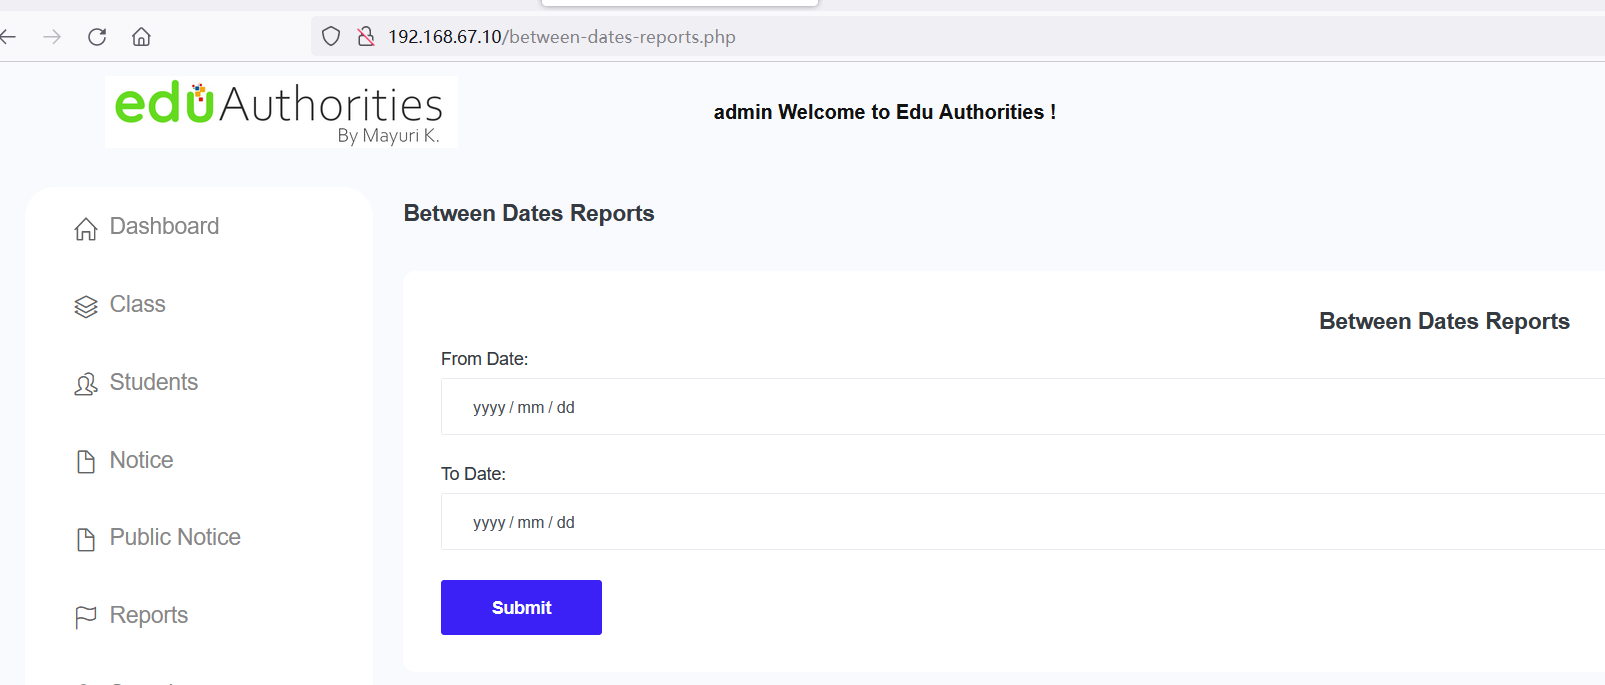 192.168.67.10/between-dates-reports.php
eduAuthorities
By Mayuri K.
admin Welcome to Edu Authorities !
Dashboard
Class
Students
Notice
Public Notice
Reports
Between Dates Reports
Between Dates Reports
From Date:
yyyy / mm / dd
To Date:
yyyy / mm / dd
Submit